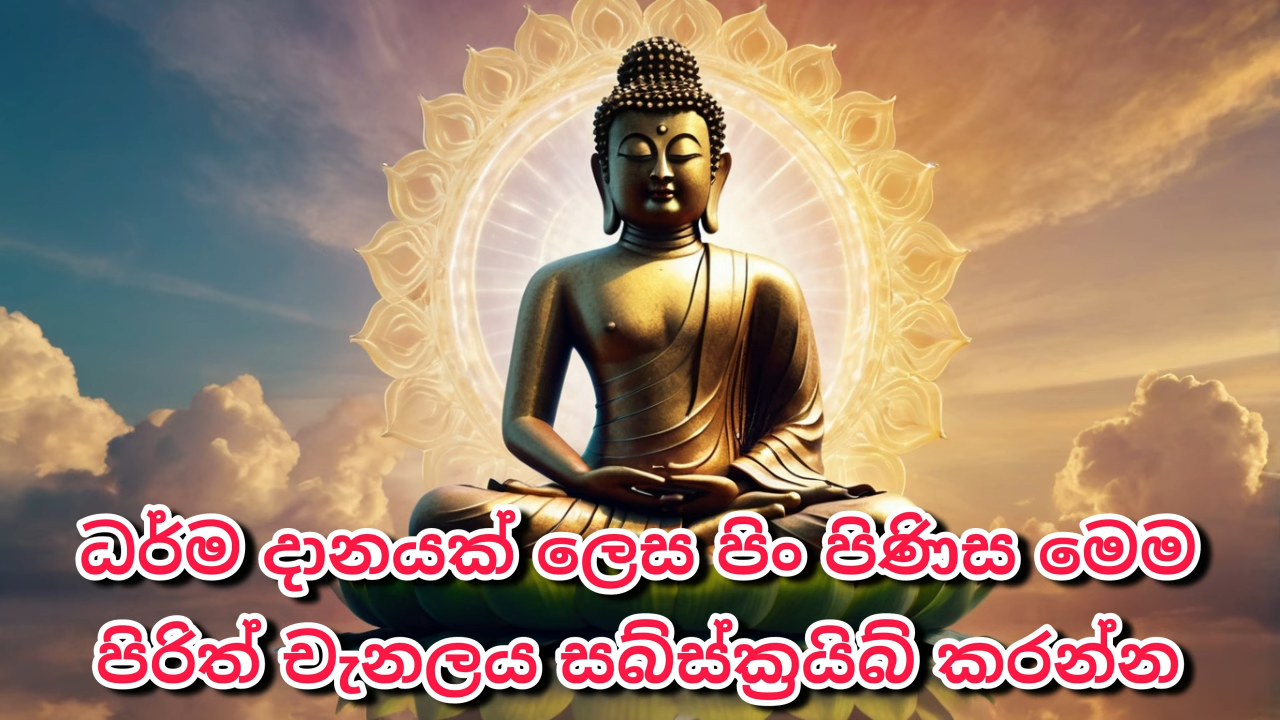 ධර්ම දානයක් ලෙස පිං පිණිස මෙම
පිරිත් චැනලය සබ්ස්ක්‍රයිබ් කරන්න